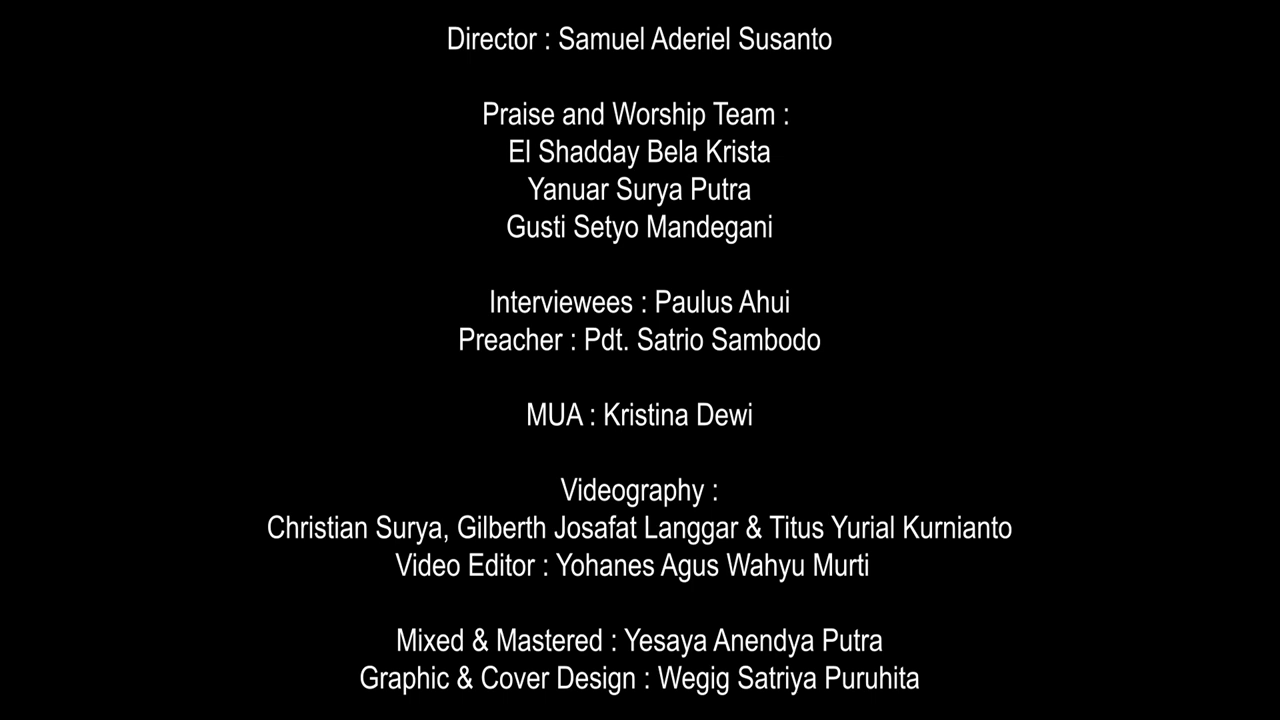 Director : Samuel Aderiel Susanto
Praise and Worship Team :
El Shadday Bela Krista
Yanuar Surya Putra
Gusti Setyo Mandegani
Interviewees : Paulus Ahui
Preacher : Pdt. Satrio Sambodo
MUA : Kristina Dewi
Videography :
Christian Surya, Gilberth Josafat Langgar & Titus Yurial Kurnianto
Video Editor : Yohanes Agus Wahyu Murti
Mixed & Mastered : Yesaya Anendya Putra
Graphic & Cover Design : Wegig Satriya Puruhita